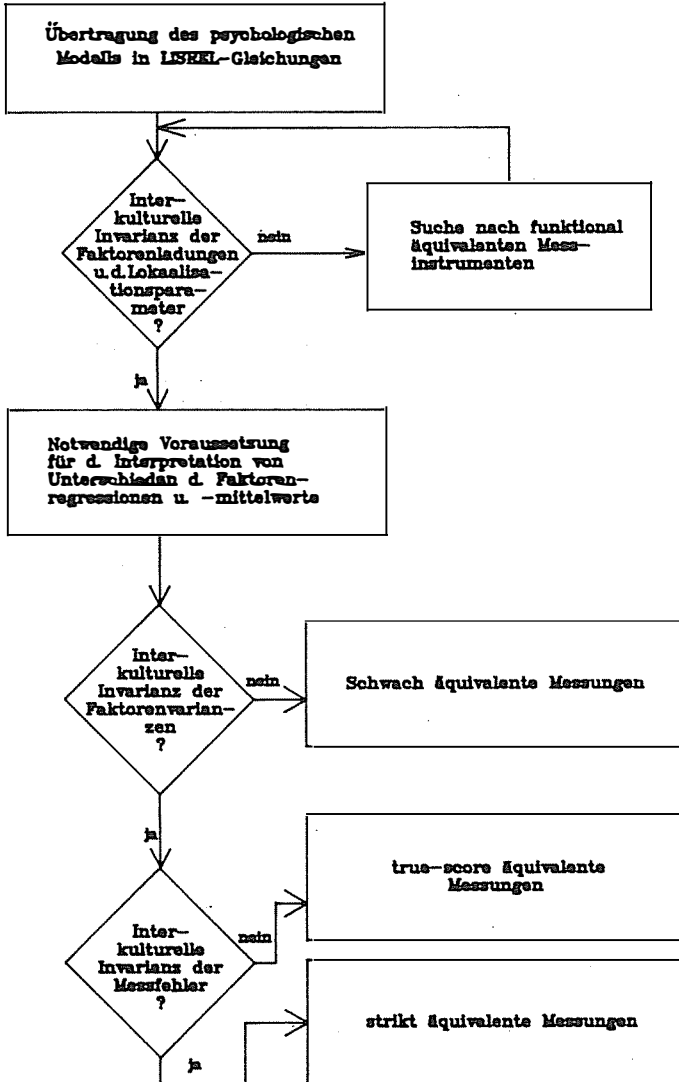 Übertragung des psychologischen
Modells in LISREL-Gleichungen
Inter-
kulturelle
Invarianz der
Faktorenladungen
u.d.Lokaalisa-
tionspara-
meter
?
nein
Suche nach funktional
äquivalenten Mess-
instrumenten
ja
Notwendige Voraussetzung
für d. Interpretation von
Unterschiedan d. Faktoren-
regressionen u. -mittelwerte
Inter-
kulturelle
Invarianz der
Faktorenvarian-
zen
?
nein
Schwach äquivalente Messungen
ja
true-score äquivalente
Messungen
Inter-
kulturelle
Invarianz der
Messfehler
?
nein
strikt äquivalente Messungen
ja